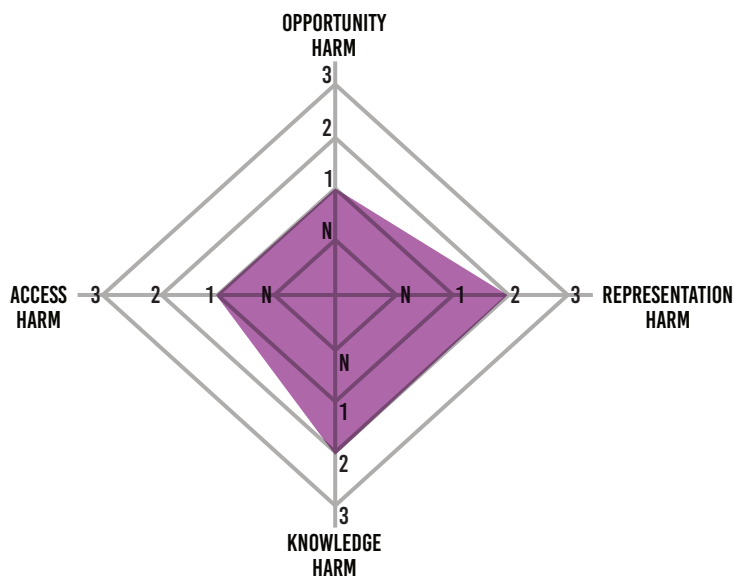 OPPORTUNITY
HARM
3
2
1
N
ACCESS
HARM
3 2 1 N N 1 2 3
REPRESENTATION
HARM
N
1
2
3
KNOWLEDGE
HARM